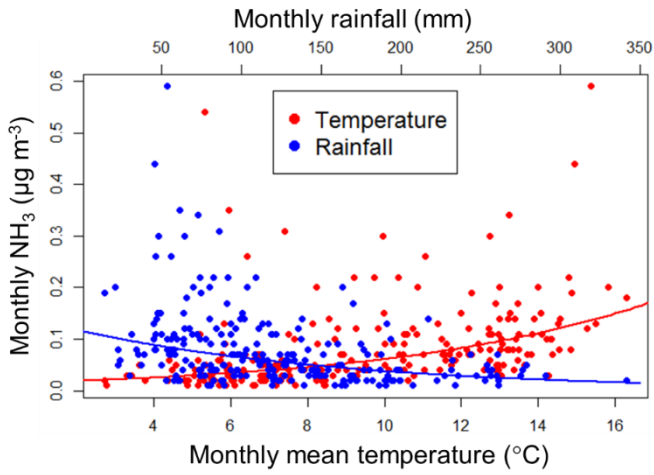 Monthly rainfall (mm)
50 100 150 200 250 300 350
0.6
0.5
0.4
0.3
0.2
0.1
0.0
Monthly NH₃ (µg m⁻³)
Temperature
Rainfall
4 6 8 10 12 14 16
Monthly mean temperature (°C)